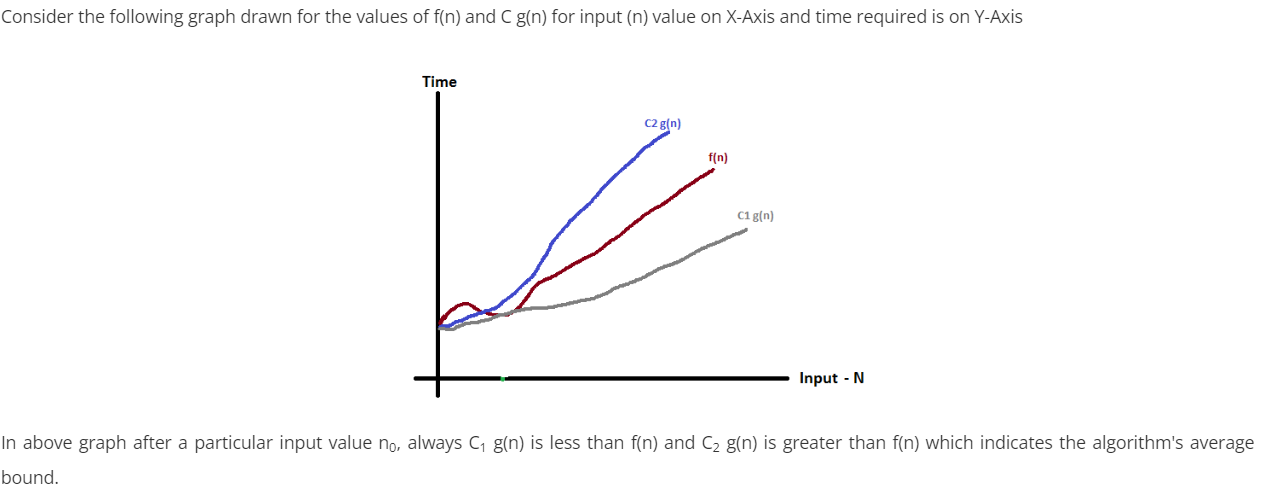 Consider the following graph drawn for the values of f(n) and C g(n) for input (n) value on X-Axis and time required is on Y-Axis
Time
C2 g(n)
f(n)
C1 g(n)
Input - N
In above graph after a particular input value n₀, always C₁ g(n) is less than f(n) and C₂ g(n) is greater than f(n) which indicates the algorithm's average
bound.